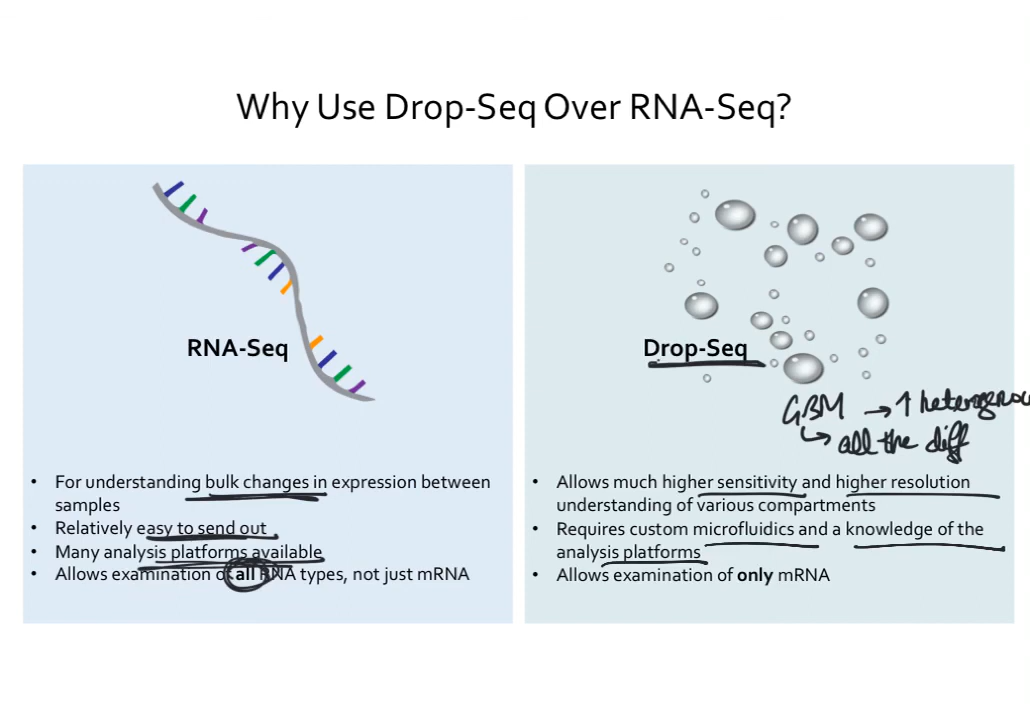 Why Use Drop-Seq Over RNA-Seq?
RNA-Seq
• For understanding bulk changes in expression between
samples
• Relatively easy to send out
• Many analysis platforms available
• Allows examination of all RNA types, not just mRNA
Drop-Seq
GBM → ↑ heterogenou
↳ all the diff
• Allows much higher sensitivity and higher resolution
understanding of various compartments
• Requires custom microfluidics and a knowledge of the
analysis platforms
• Allows examination of only mRNA